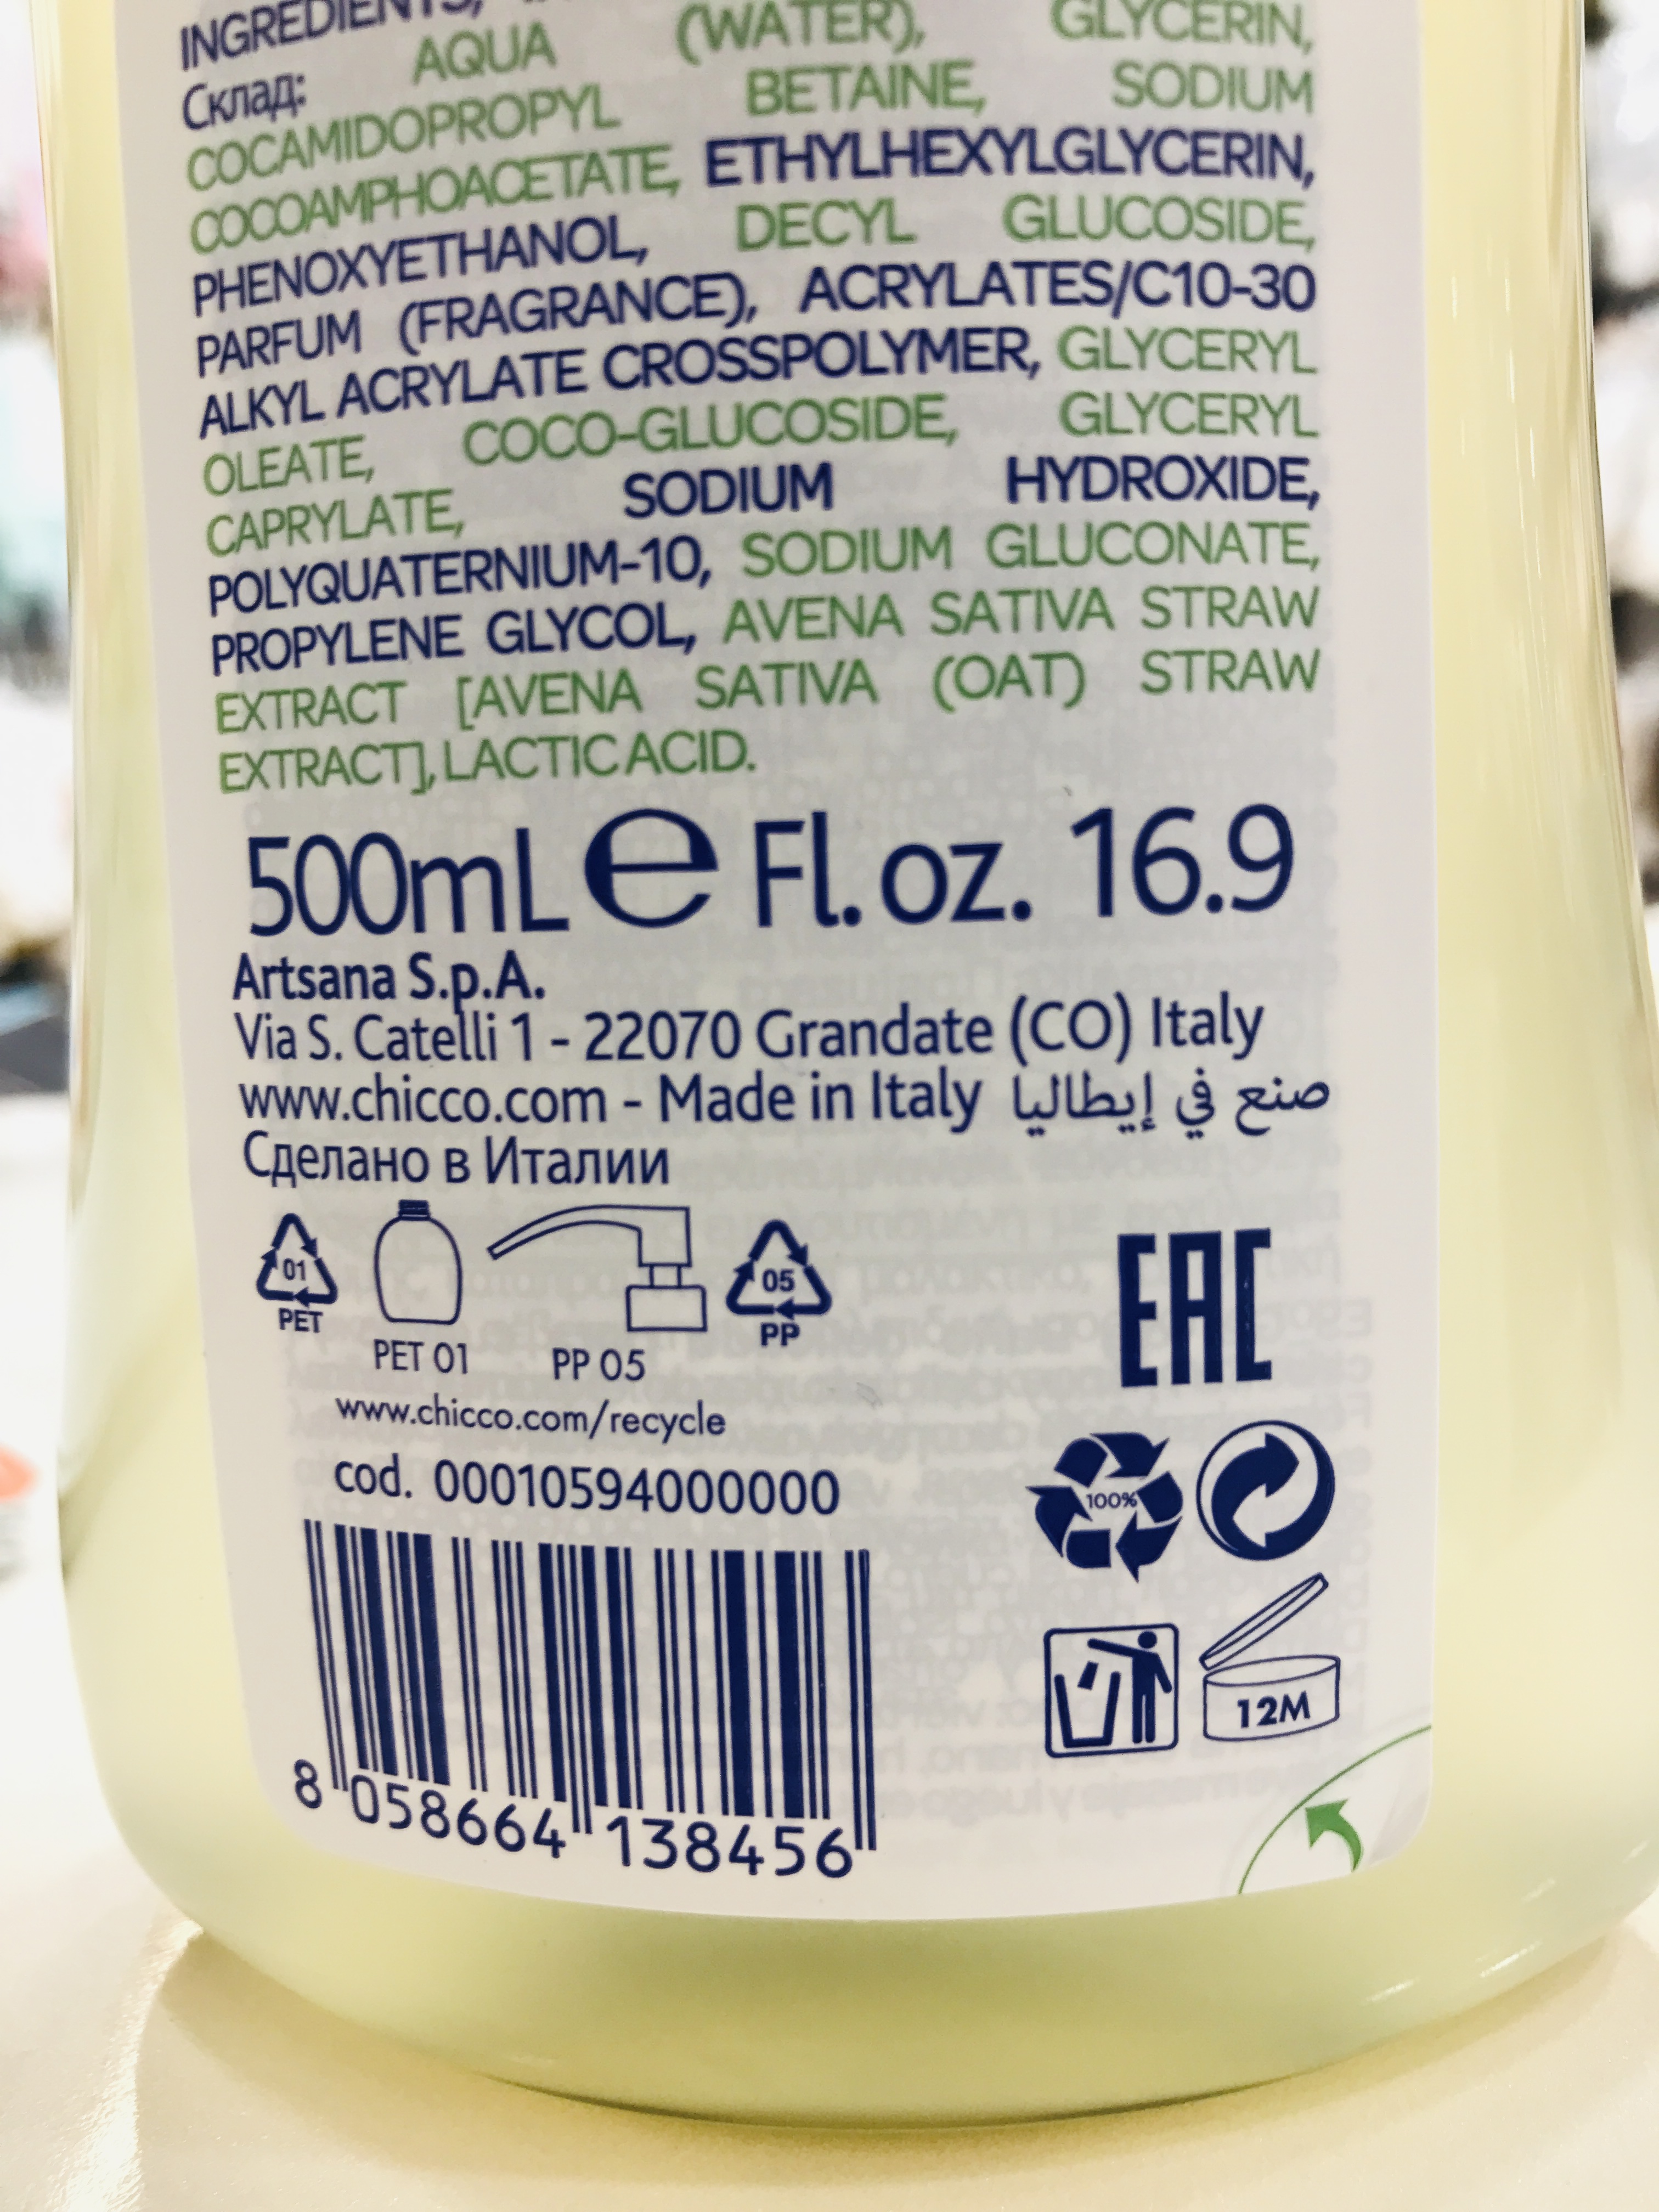 INGREDIENTS,
Склад: AQUA (WATER), GLYCERIN,
COCAMIDOPROPYL BETAINE, SODIUM
COCOAMPHOACETATE, ETHYLHEXYLGLYCERIN,
PHENOXYETHANOL, DECYL GLUCOSIDE,
PARFUM (FRAGRANCE), ACRYLATES/C10-30
ALKYL ACRYLATE CROSSPOLYMER, GLYCERYL
OLEATE, COCO-GLUCOSIDE, GLYCERYL
CAPRYLATE, SODIUM HYDROXIDE,
POLYQUATERNIUM-10, SODIUM GLUCONATE,
PROPYLENE GLYCOL, AVENA SATIVA STRAW
EXTRACT [AVENA SATIVA (OAT) STRAW
EXTRACT], LACTIC ACID.
500mL e Fl. oz. 16.9
Artsana S.p.A.
Via S. Catelli 1 - 22070 Grandate (CO) Italy
www.chicco.com - Made in Italy صنع في إيطاليا
Сделано в Италии
01
PET
PET 01
PP 05
05
PP
EAC
www.chicco.com/recycle
cod. 00010594000000
100%
12M
8 058664 138456